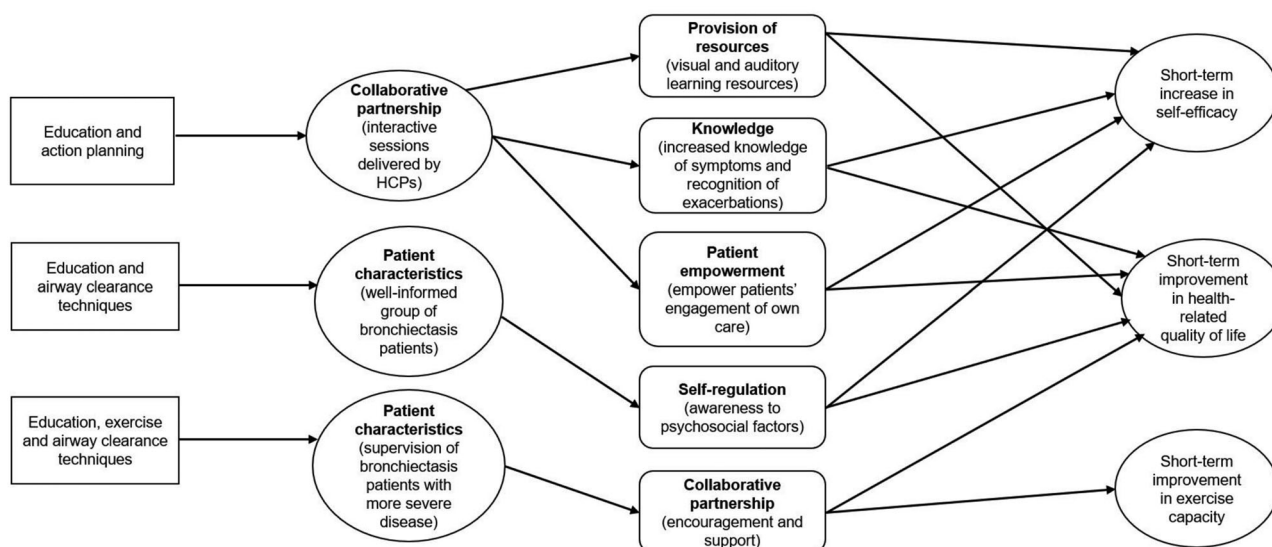 Education and
action planning
Education and
airway clearance
techniques
Education, exercise
and airway clearance
techniques
Collaborative
partnership
(interactive
sessions
delivered by
HCPs)
Patient
characteristics
(well-informed
group of
bronchiectasis
patients)
Patient
characteristics
(supervision of
bronchiectasis
patients with
more severe
disease)
Provision of
resources
(visual and auditory
learning resources)
Knowledge
(increased knowledge
of symptoms and
recognition of
exacerbations)
Patient
empowerment
(empower patients'
engagement of own
care)
Self-regulation
(awareness to
psychosocial factors)
Collaborative
partnership
(encouragement and
support)
Short-term
increase in
self-efficacy
Short-term
improvement
in health-
related
quality of life
Short-term
improvement
in exercise
capacity